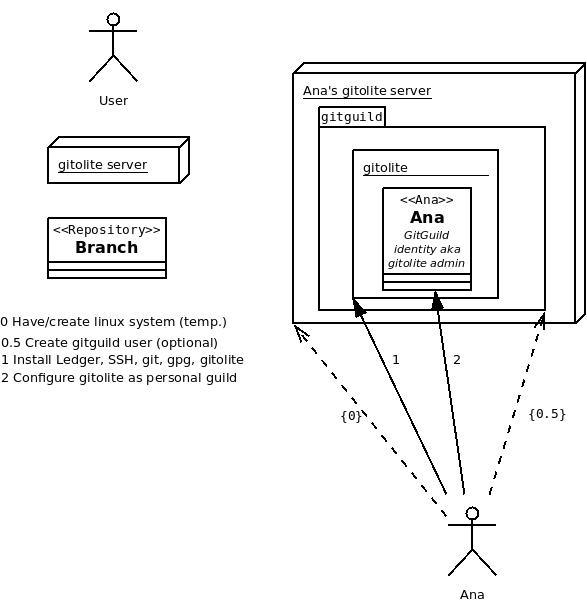 User
gitolite server
<<Repository>>
Branch
0 Have/create linux system (temp.)
0.5 Create gitguild user (optional)
1 Install Ledger, SSH, git, gpg, gitolite
2 Configure gitolite as personal guild
Ana's gitolite server
gitguild
gitolite
<<Ana>>
Ana
GitGuild
identity aka
gitolite admin
1
2
{0}
{0.5}
Ana